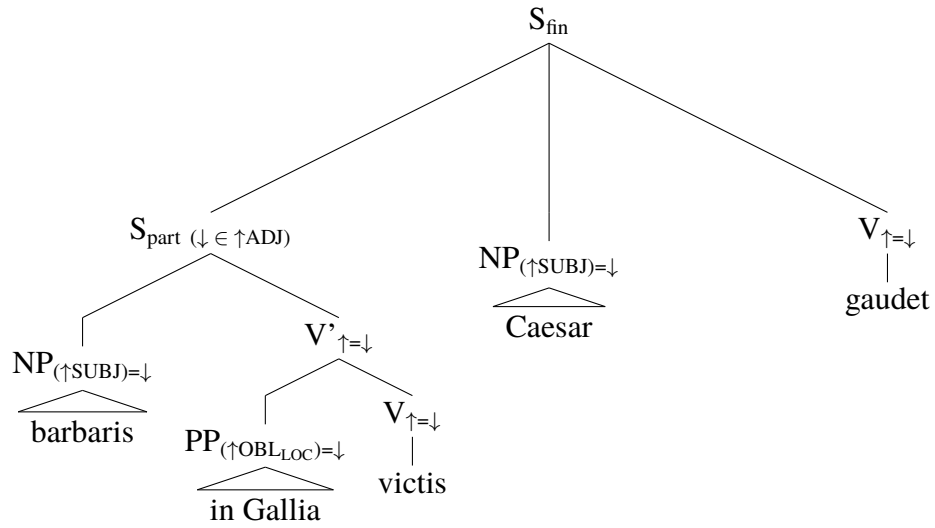 S_fin
S_part (↓ ∈ ↑ADJ)
NP_(↑SUBJ)=↓
V_↑=↓
Caesar
gaudet
NP_(↑SUBJ)=↓
V’_↑=↓
barbaris
PP_(↑OBL_LOC)=↓
V_↑=↓
in Gallia
victis